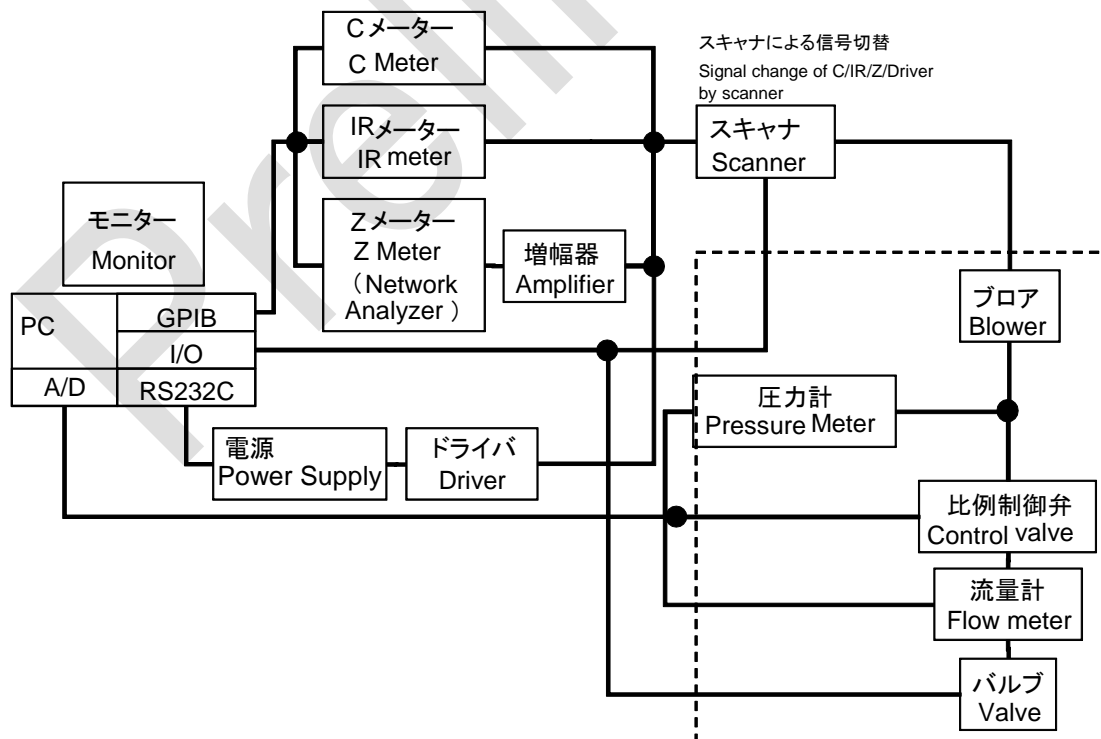 Cメーター
C Meter
スキャナによる信号切替
Signal change of C/IR/Z/Driver
by scanner
IRメーター
IR meter
スキャナ
Scanner
モニター
Monitor
Zメーター
Z Meter
（Network
Analyzer ）
増幅器
Amplifier
ブロア
Blower
PC
GPIB
I/O
A/D
RS232C
圧力計
Pressure Meter
電源
Power Supply
ドライバ
Driver
比例制御弁
Control valve
流量計
Flow meter
バルブ
Valve